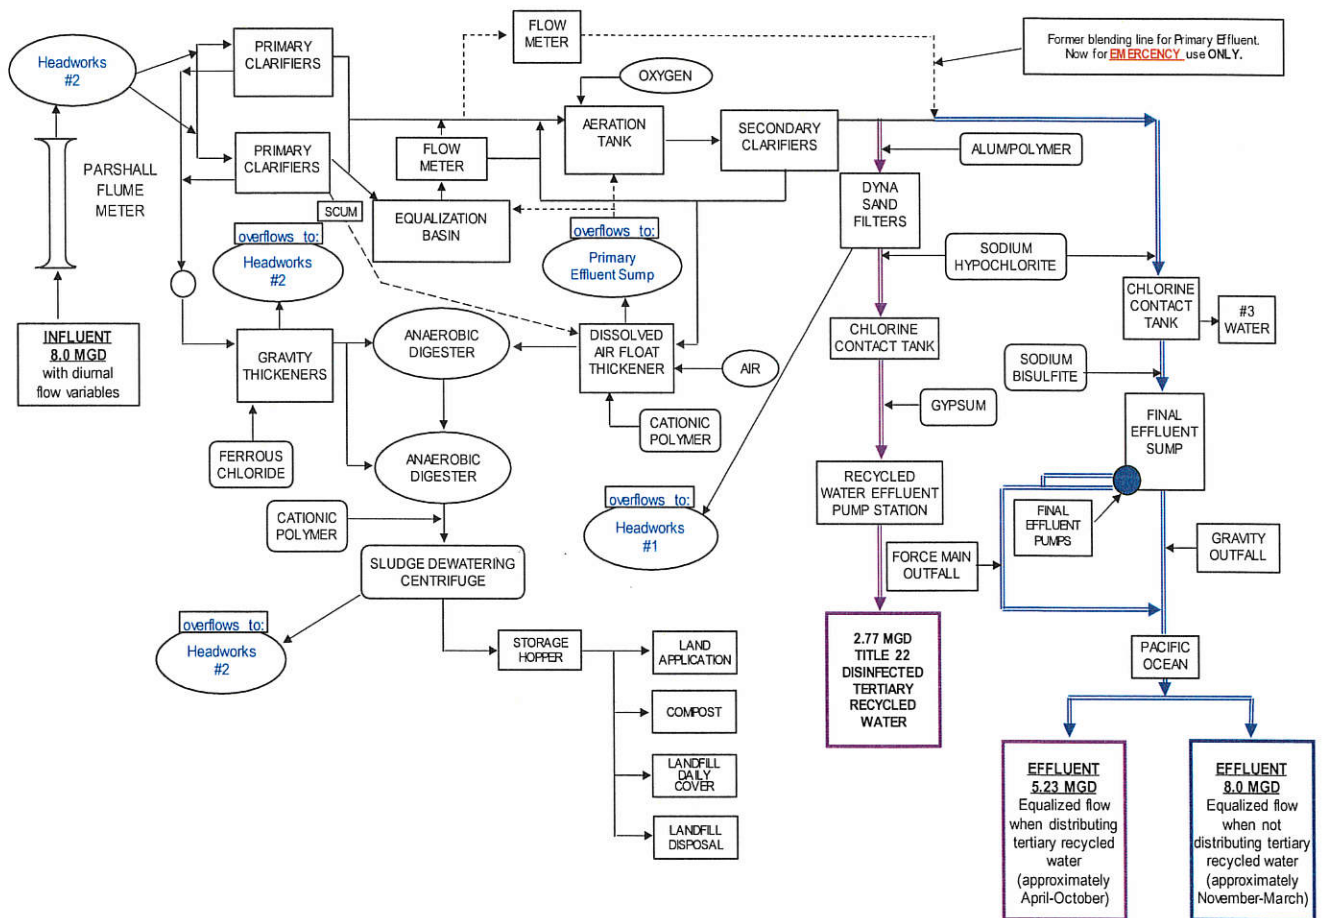 Headworks
#2
PARSHALL
FLUME
METER
INFLUENT
8.0 MGD
with diurnal
flow variables
PRIMARY
CLARIFIERS
PRIMARY
CLARIFIERS
SCUM
FLOW
METER
EQUALIZATION
BASIN
FLOW
METER
OXYGEN
AERATION
TANK
SECONDARY
CLARIFIERS
Former blending line for Primary Effluent.
Now for EMERGENCY use ONLY.
ALUM/POLYMER
DYNA
SAND
FILTERS
overflows to:
Headworks
#2
overflows to:
Primary
Effluent Sump
SODIUM
HYPOCHLORITE
CHLORINE
CONTACT
TANK
#3
WATER
GRAVITY
THICKENERS
FERROUS
CHLORIDE
ANAEROBIC
DIGESTER
DISSOLVED
AIR FLOAT
THICKENER
AIR
CATIONIC
POLYMER
CHLORINE
CONTACT TANK
SODIUM
BISULFITE
GYPSUM
FINAL
EFFLUENT
SUMP
ANAEROBIC
DIGESTER
CATIONIC
POLYMER
SLUDGE DEWATERING
CENTRIFUGE
overflows to:
Headworks
#1
RECYCLED
WATER EFFLUENT
PUMP STATION
FINAL
EFFLUENT
PUMPS
FORCE MAIN
OUTFALL
GRAVITY
OUTFALL
overflows to:
Headworks
#2
STORAGE
HOPPER
LAND
APPLICATION
COMPOST
LANDFILL
DAILY
COVER
LANDFILL
DISPOSAL
2.77 MGD
TITLE 22
DISINFECTED
TERTIARY
RECYCLED
WATER
PACIFIC
OCEAN
EFFLUENT
5.23 MGD
Equalized flow
when distributing
tertiary recycled
water
(approximately
April-October)
EFFLUENT
8.0 MGD
Equalized flow
when not
distributing tertiary
recycled water
(approximately
November-March)